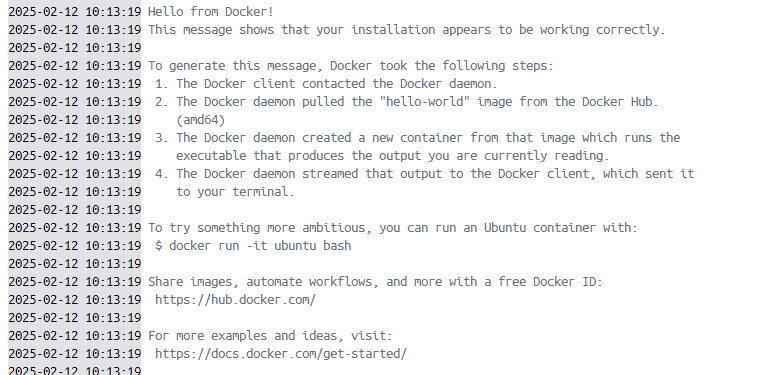 2025-02-12 10:13:19 Hello from Docker!
2025-02-12 10:13:19 This message shows that your installation appears to be working correctly.
2025-02-12 10:13:19
2025-02-12 10:13:19 To generate this message, Docker took the following steps:
2025-02-12 10:13:19  1. The Docker client contacted the Docker daemon.
2025-02-12 10:13:19  2. The Docker daemon pulled the "hello-world" image from the Docker Hub.
2025-02-12 10:13:19     (amd64)
2025-02-12 10:13:19  3. The Docker daemon created a new container from that image which runs the
2025-02-12 10:13:19     executable that produces the output you are currently reading.
2025-02-12 10:13:19  4. The Docker daemon streamed that output to the Docker client, which sent it
2025-02-12 10:13:19     to your terminal.
2025-02-12 10:13:19
2025-02-12 10:13:19 To try something more ambitious, you can run an Ubuntu container with:
2025-02-12 10:13:19  $ docker run -it ubuntu bash
2025-02-12 10:13:19
2025-02-12 10:13:19 Share images, automate workflows, and more with a free Docker ID:
2025-02-12 10:13:19  https://hub.docker.com/
2025-02-12 10:13:19
2025-02-12 10:13:19 For more examples and ideas, visit:
2025-02-12 10:13:19  https://docs.docker.com/get-started/
2025-02-12 10:13:19